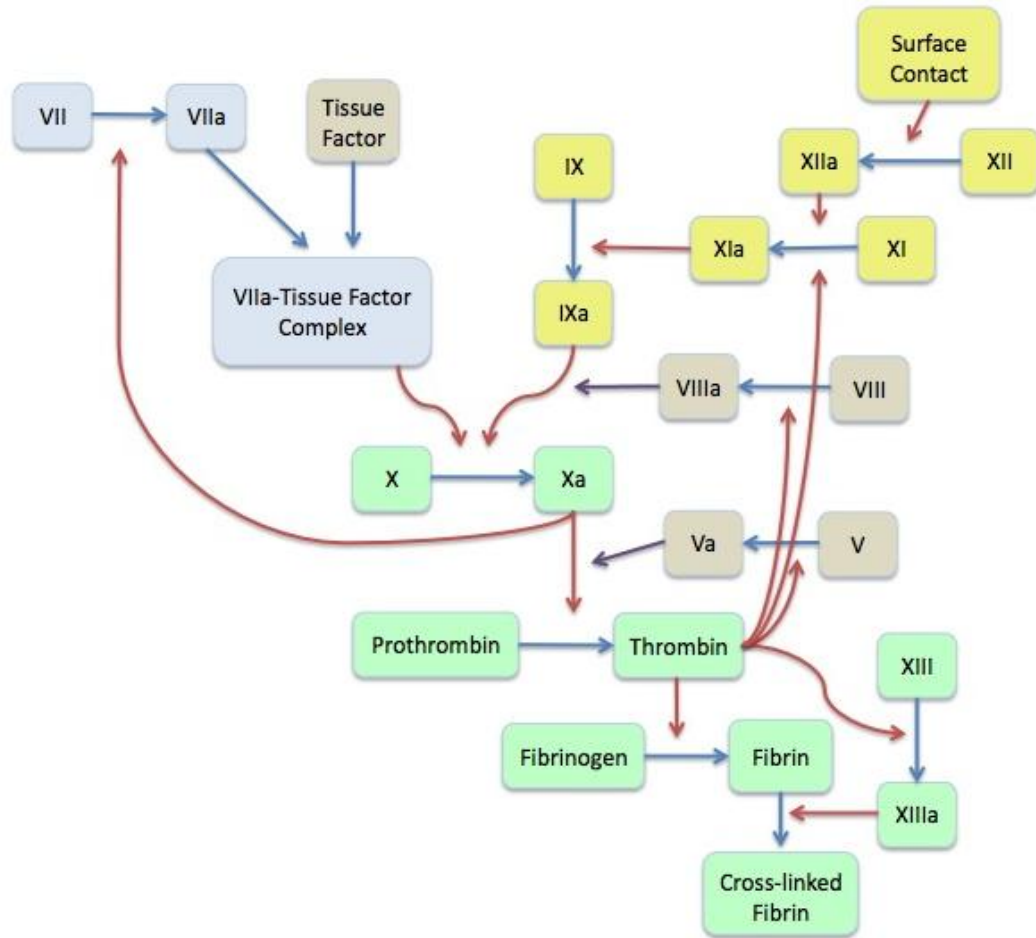 Surface
Contact
VII
VIIa
Tissue
Factor
IX
XIIa
XII
XIa
XI
VIIa-Tissue Factor
Complex
IXa
VIIIa
VIII
X
Xa
Va
V
Prothrombin
Thrombin
XIII
Fibrinogen
Fibrin
XIIIa
Cross-linked
Fibrin